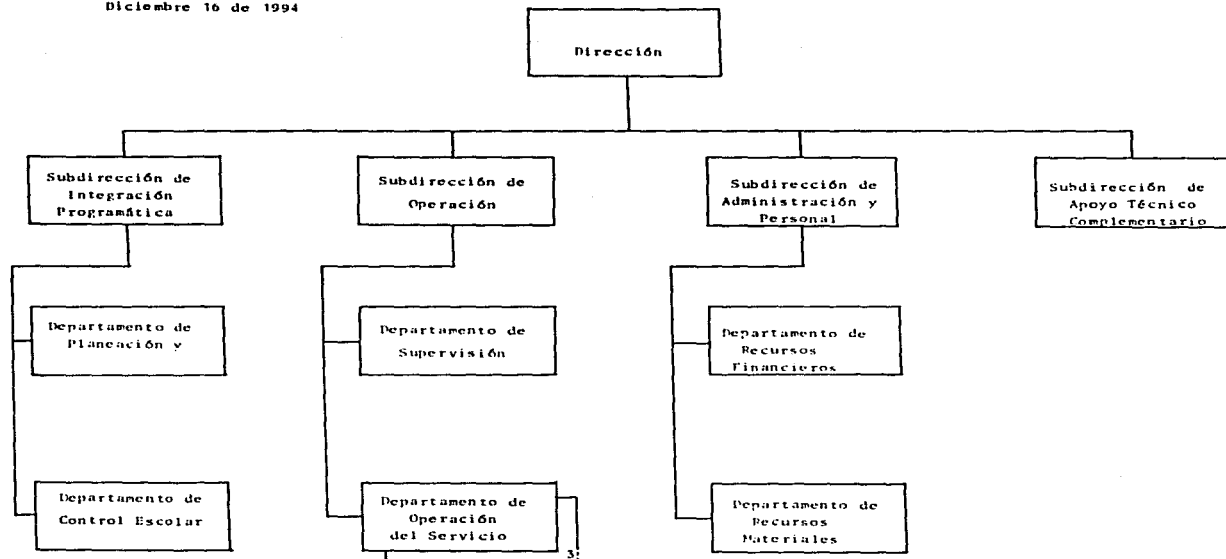 Diciembre 16 de 1994
Dirección
Subdirección de
Integración
Programática
Subdirección de
Operación
Subdirección de
Administración y
Personal
Subdirección de
Apoyo Técnico
Complementario
Departamento de
Planeación y
Departamento de
Supervisión
Departamento de
Recursos
Financieros
Departamento de
Control Escolar
Departamento de
Operación
del Servicio
Departamento de
Recursos
Materiales